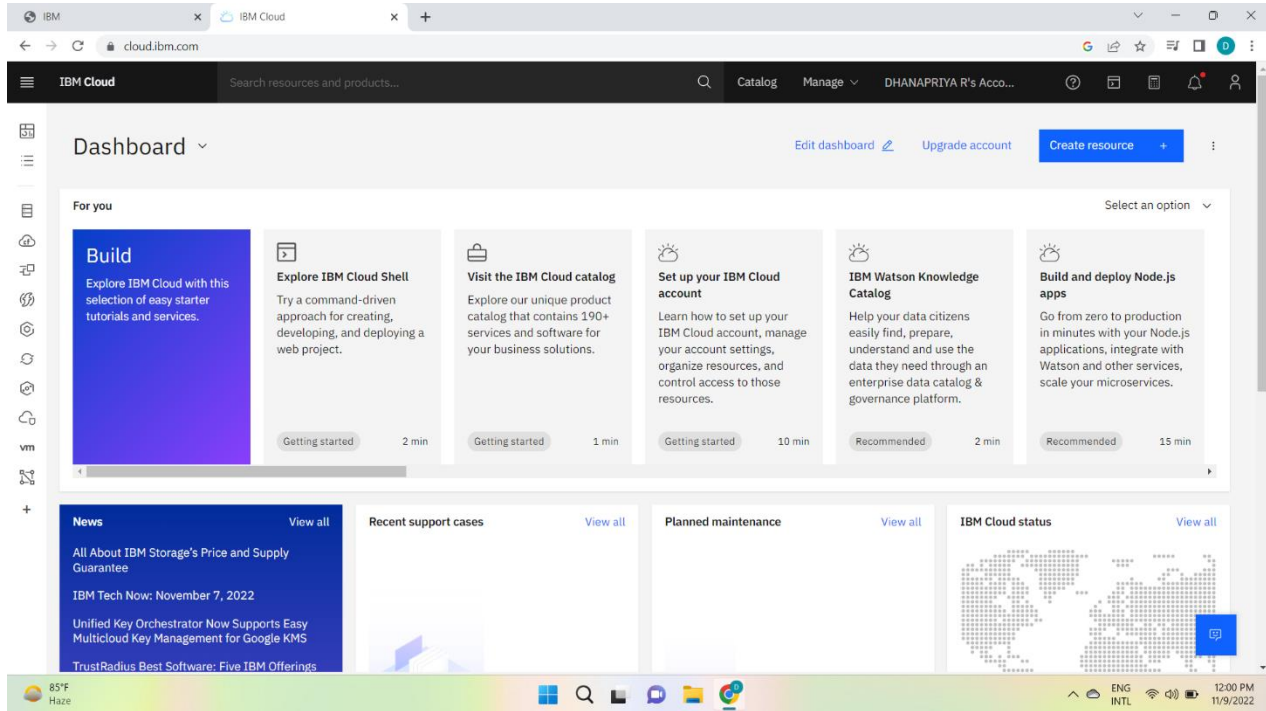 IBM
IBM Cloud
cloud.ibm.com
G
D
IBM Cloud
Search resources and products...
Catalog
Manage
DHANAPRIYA R's Acco...
Dashboard
Edit dashboard
Upgrade account
Create resource +
For you
Select an option
Build
Explore IBM Cloud with this
selection of easy starter
tutorials and services.
Explore IBM Cloud Shell
Try a command-driven
approach for creating,
developing, and deploying a
web project.
Getting started 2 min
Visit the IBM Cloud catalog
Explore our unique product
catalog that contains 190+
services and software for
your business solutions.
Getting started 1 min
Set up your IBM Cloud
account
Learn how to set up your
IBM Cloud account, manage
your account settings,
organize resources, and
control access to those
resources.
Getting started 10 min
IBM Watson Knowledge
Catalog
Help your data citizens
easily find, prepare,
understand and use the
data they need through an
enterprise data catalog &
governance platform.
Recommended 2 min
Build and deploy Node.js
apps
Go from zero to production
in minutes with your Node.js
applications, integrate with
Watson and other services,
scale your microservices.
Recommended 15 min
vm
News View all
All About IBM Storage's Price and Supply
Guarantee
IBM Tech Now: November 7, 2022
Unified Key Orchestrator Now Supports Easy
Multicloud Key Management for Google KMS
TrustRadius Best Software: Five IBM Offerings
Recent support cases View all
Planned maintenance View all
IBM Cloud status View all
85°F
Haze
ENG
INTL
12:00 PM
11/9/2022